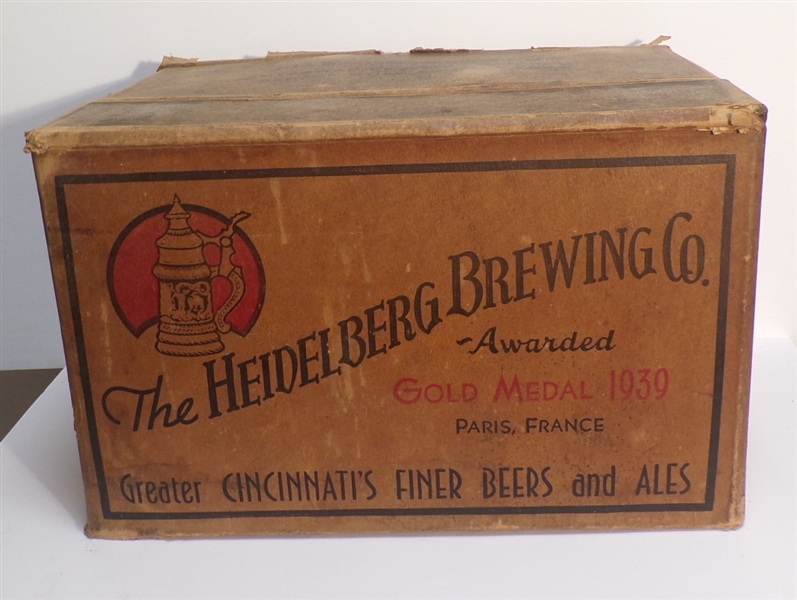 The HEIDELBERG BREWING CO.
-Awarded
GOLD MEDAL 1939
PARIS, FRANCE
Greater CINCINNATI'S FINER BEERS and ALES